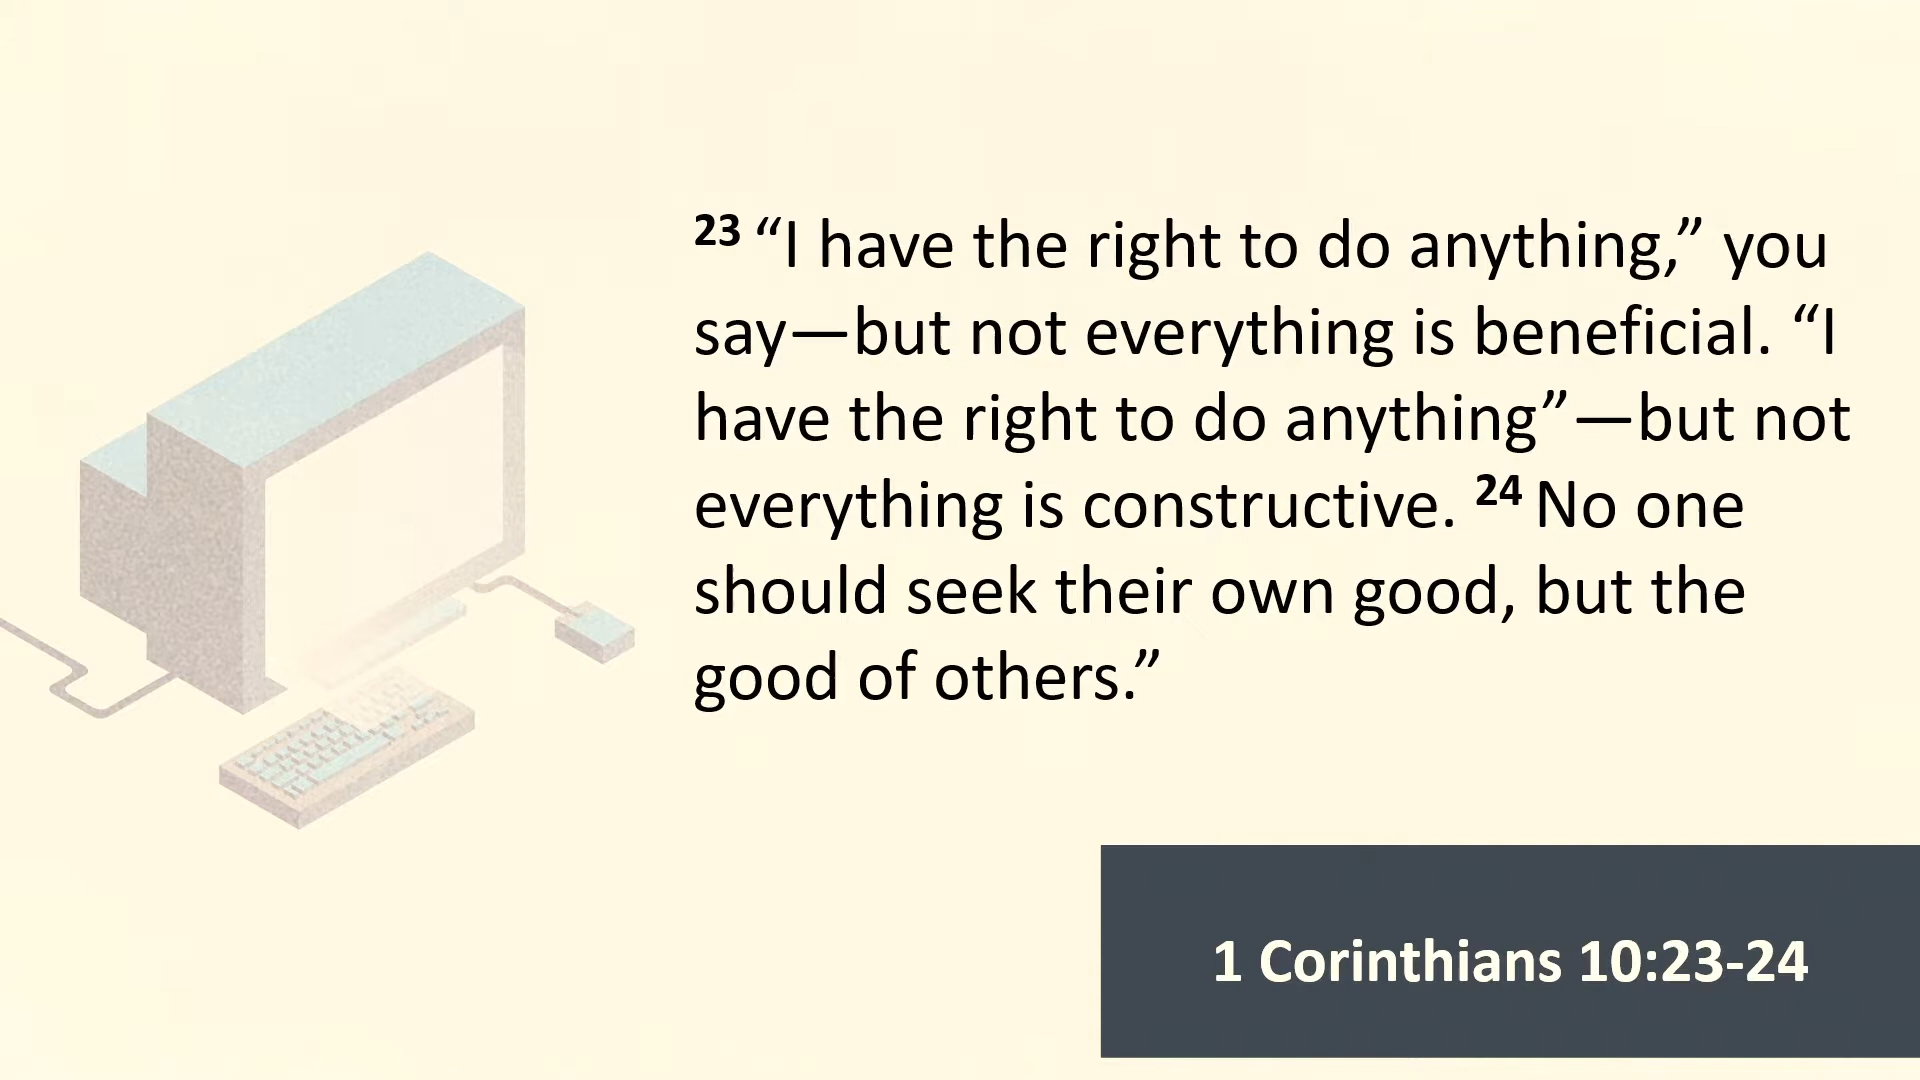 23 “I have the right to do anything,” you
say—but not everything is beneficial. “I
have the right to do anything”—but not
everything is constructive. 24 No one
should seek their own good, but the
good of others.”
1 Corinthians 10:23-24